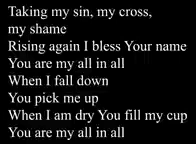 Taking my sin, my cross,
my shame
Rising again I bless Your name
You are my all in all
When I fall down
You pick me up
When I am dry You fill my cup
You are my all in all